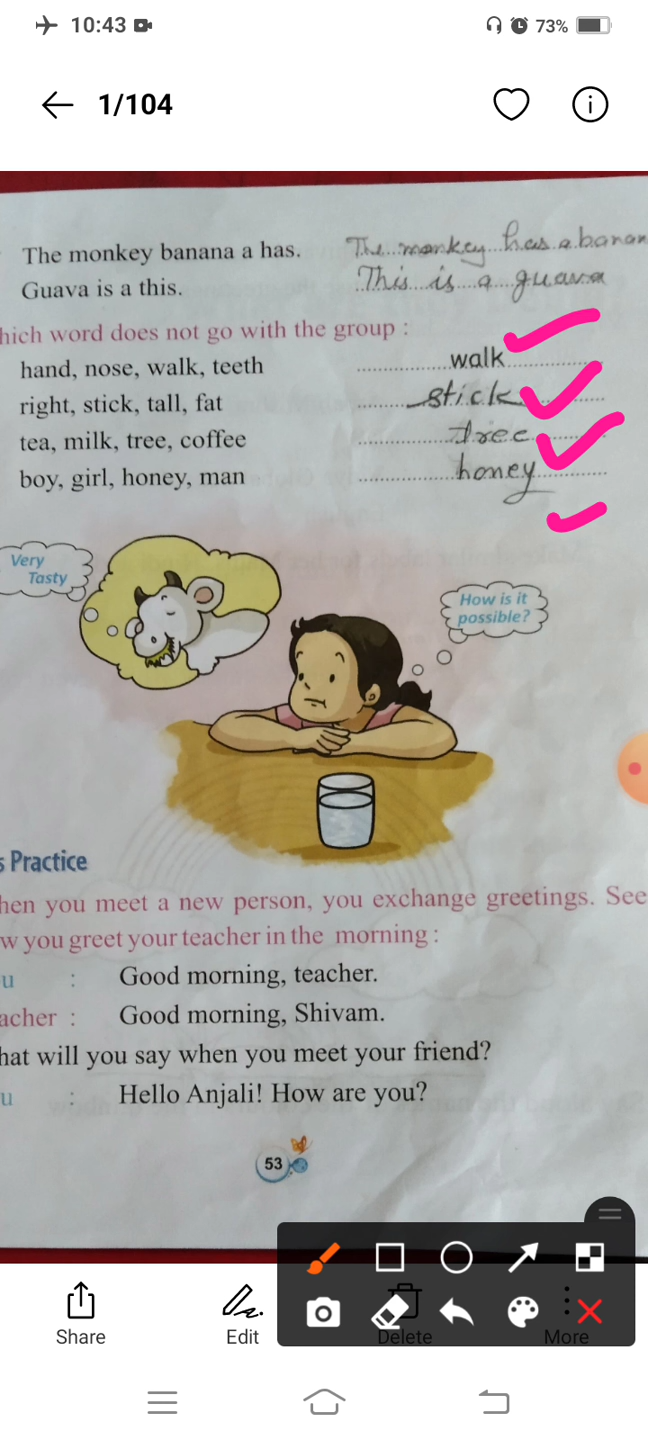 10:43
73%
1/104
The monkey banana a has. The monkey has a banan
Guava is a this. This is a guava
hich word does not go with the group :
hand, nose, walk, teeth walk
right, stick, tall, fat stick
tea, milk, tree, coffee tree
boy, girl, honey, man honey
Very
Tasty
How is it
possible?
s Practice
hen you meet a new person, you exchange greetings. See
w you greet your teacher in the morning :
u : Good morning, teacher.
acher : Good morning, Shivam.
hat will you say when you meet your friend?
u : Hello Anjali! How are you?
53
Share
Edit
Delete
More